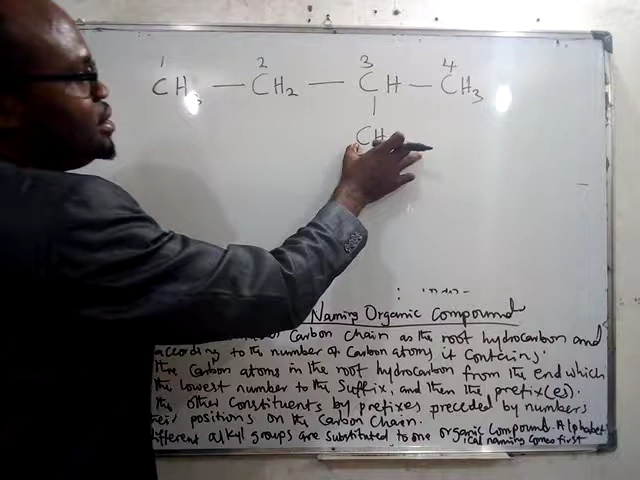 1 2 3 4
CH3 — CH2 — CH — CH3
|
CH
Naming Organic Compound
Carbon Chain as the root hydrocarbon and
according to the number of Carbon atoms it contains.
the Carbon atoms in the root hydrocarbon from the end which
the lowest number to the Suffix, and then the prefix(es).
the other Constituents by prefixes preceded by numbers
their positions on the Carbon Chain.
different alkyl groups are substituted to one organic Compound. Alphabet
ical naming comes first